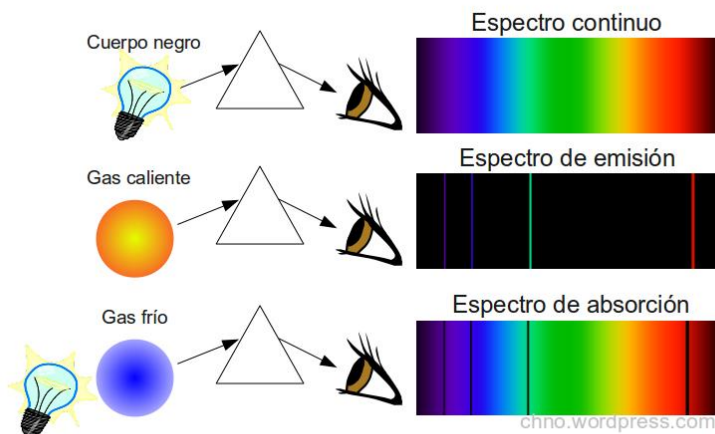 Espectro continuo
Cuerpo negro
Espectro de emisión
Gas caliente
Espectro de absorción
Gas frío
chno.wordpress.com